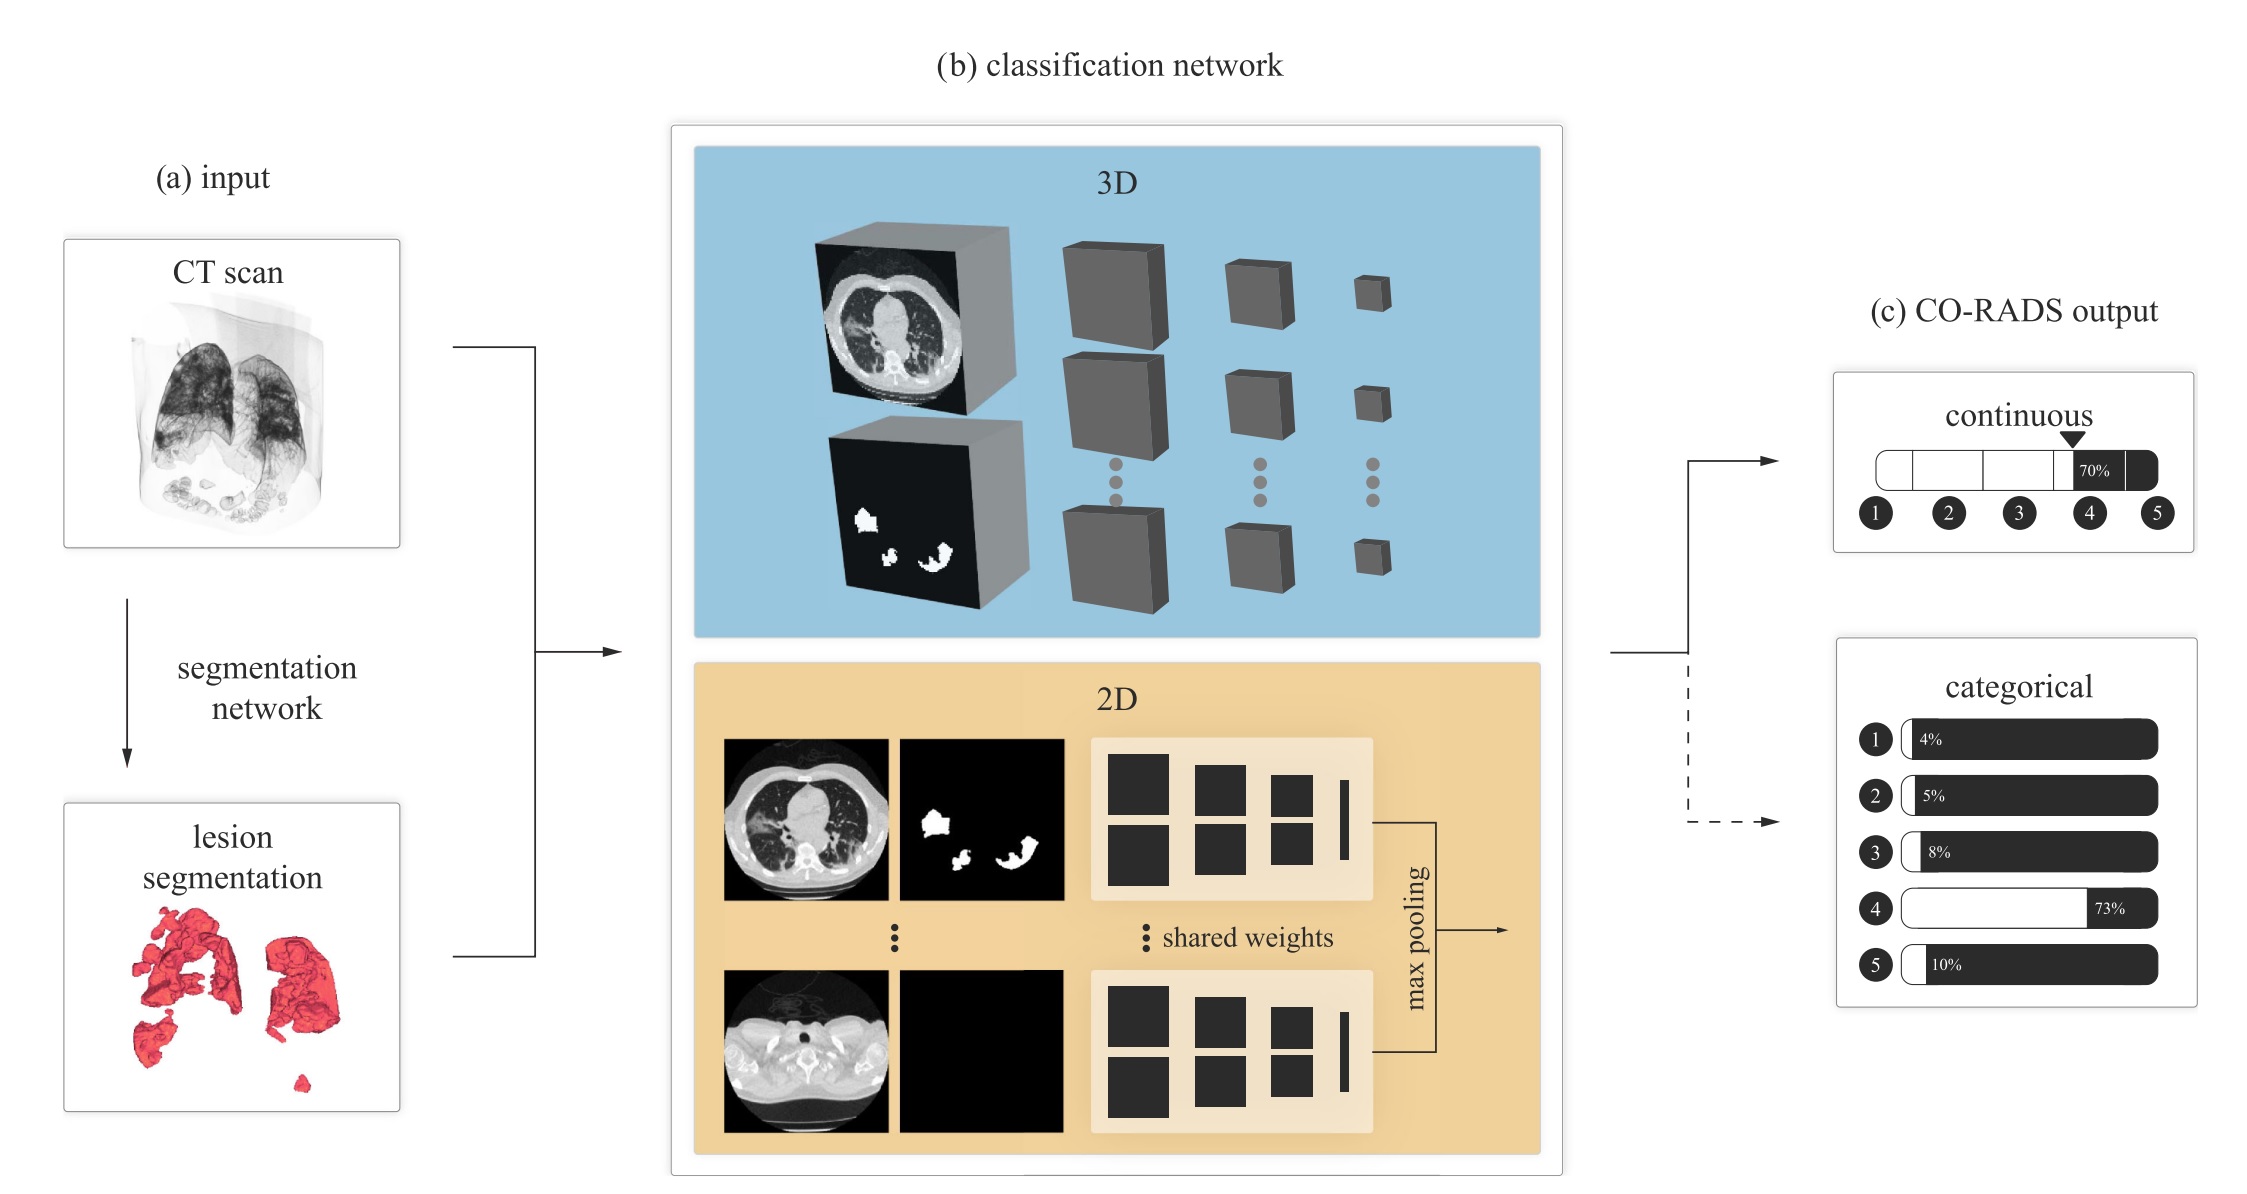 (b) classification network
(a) input
CT scan
segmentation
network
lesion
segmentation
3D
2D
shared weights
max pooling
(c) CO-RADS output
continuous
70%
1 2 3 4 5
categorical
1 4%
2 5%
3 8%
4 73%
5 10%